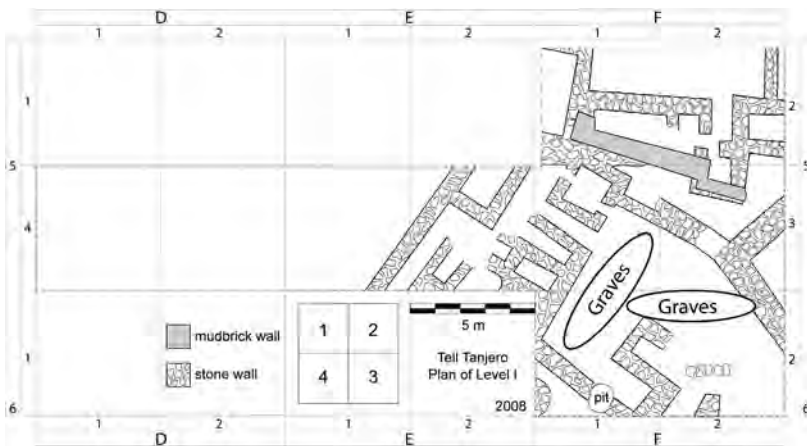 D E F
1 2 1 2 1 2
1 2
5 5
4 3
1 2
6 6
Graves
Graves
pit
mudbrick wall
stone wall
1 2
4 3
5 m
Tell Tanjero
Plan of Level I
2008
1 2 1 2 1 2
D E F